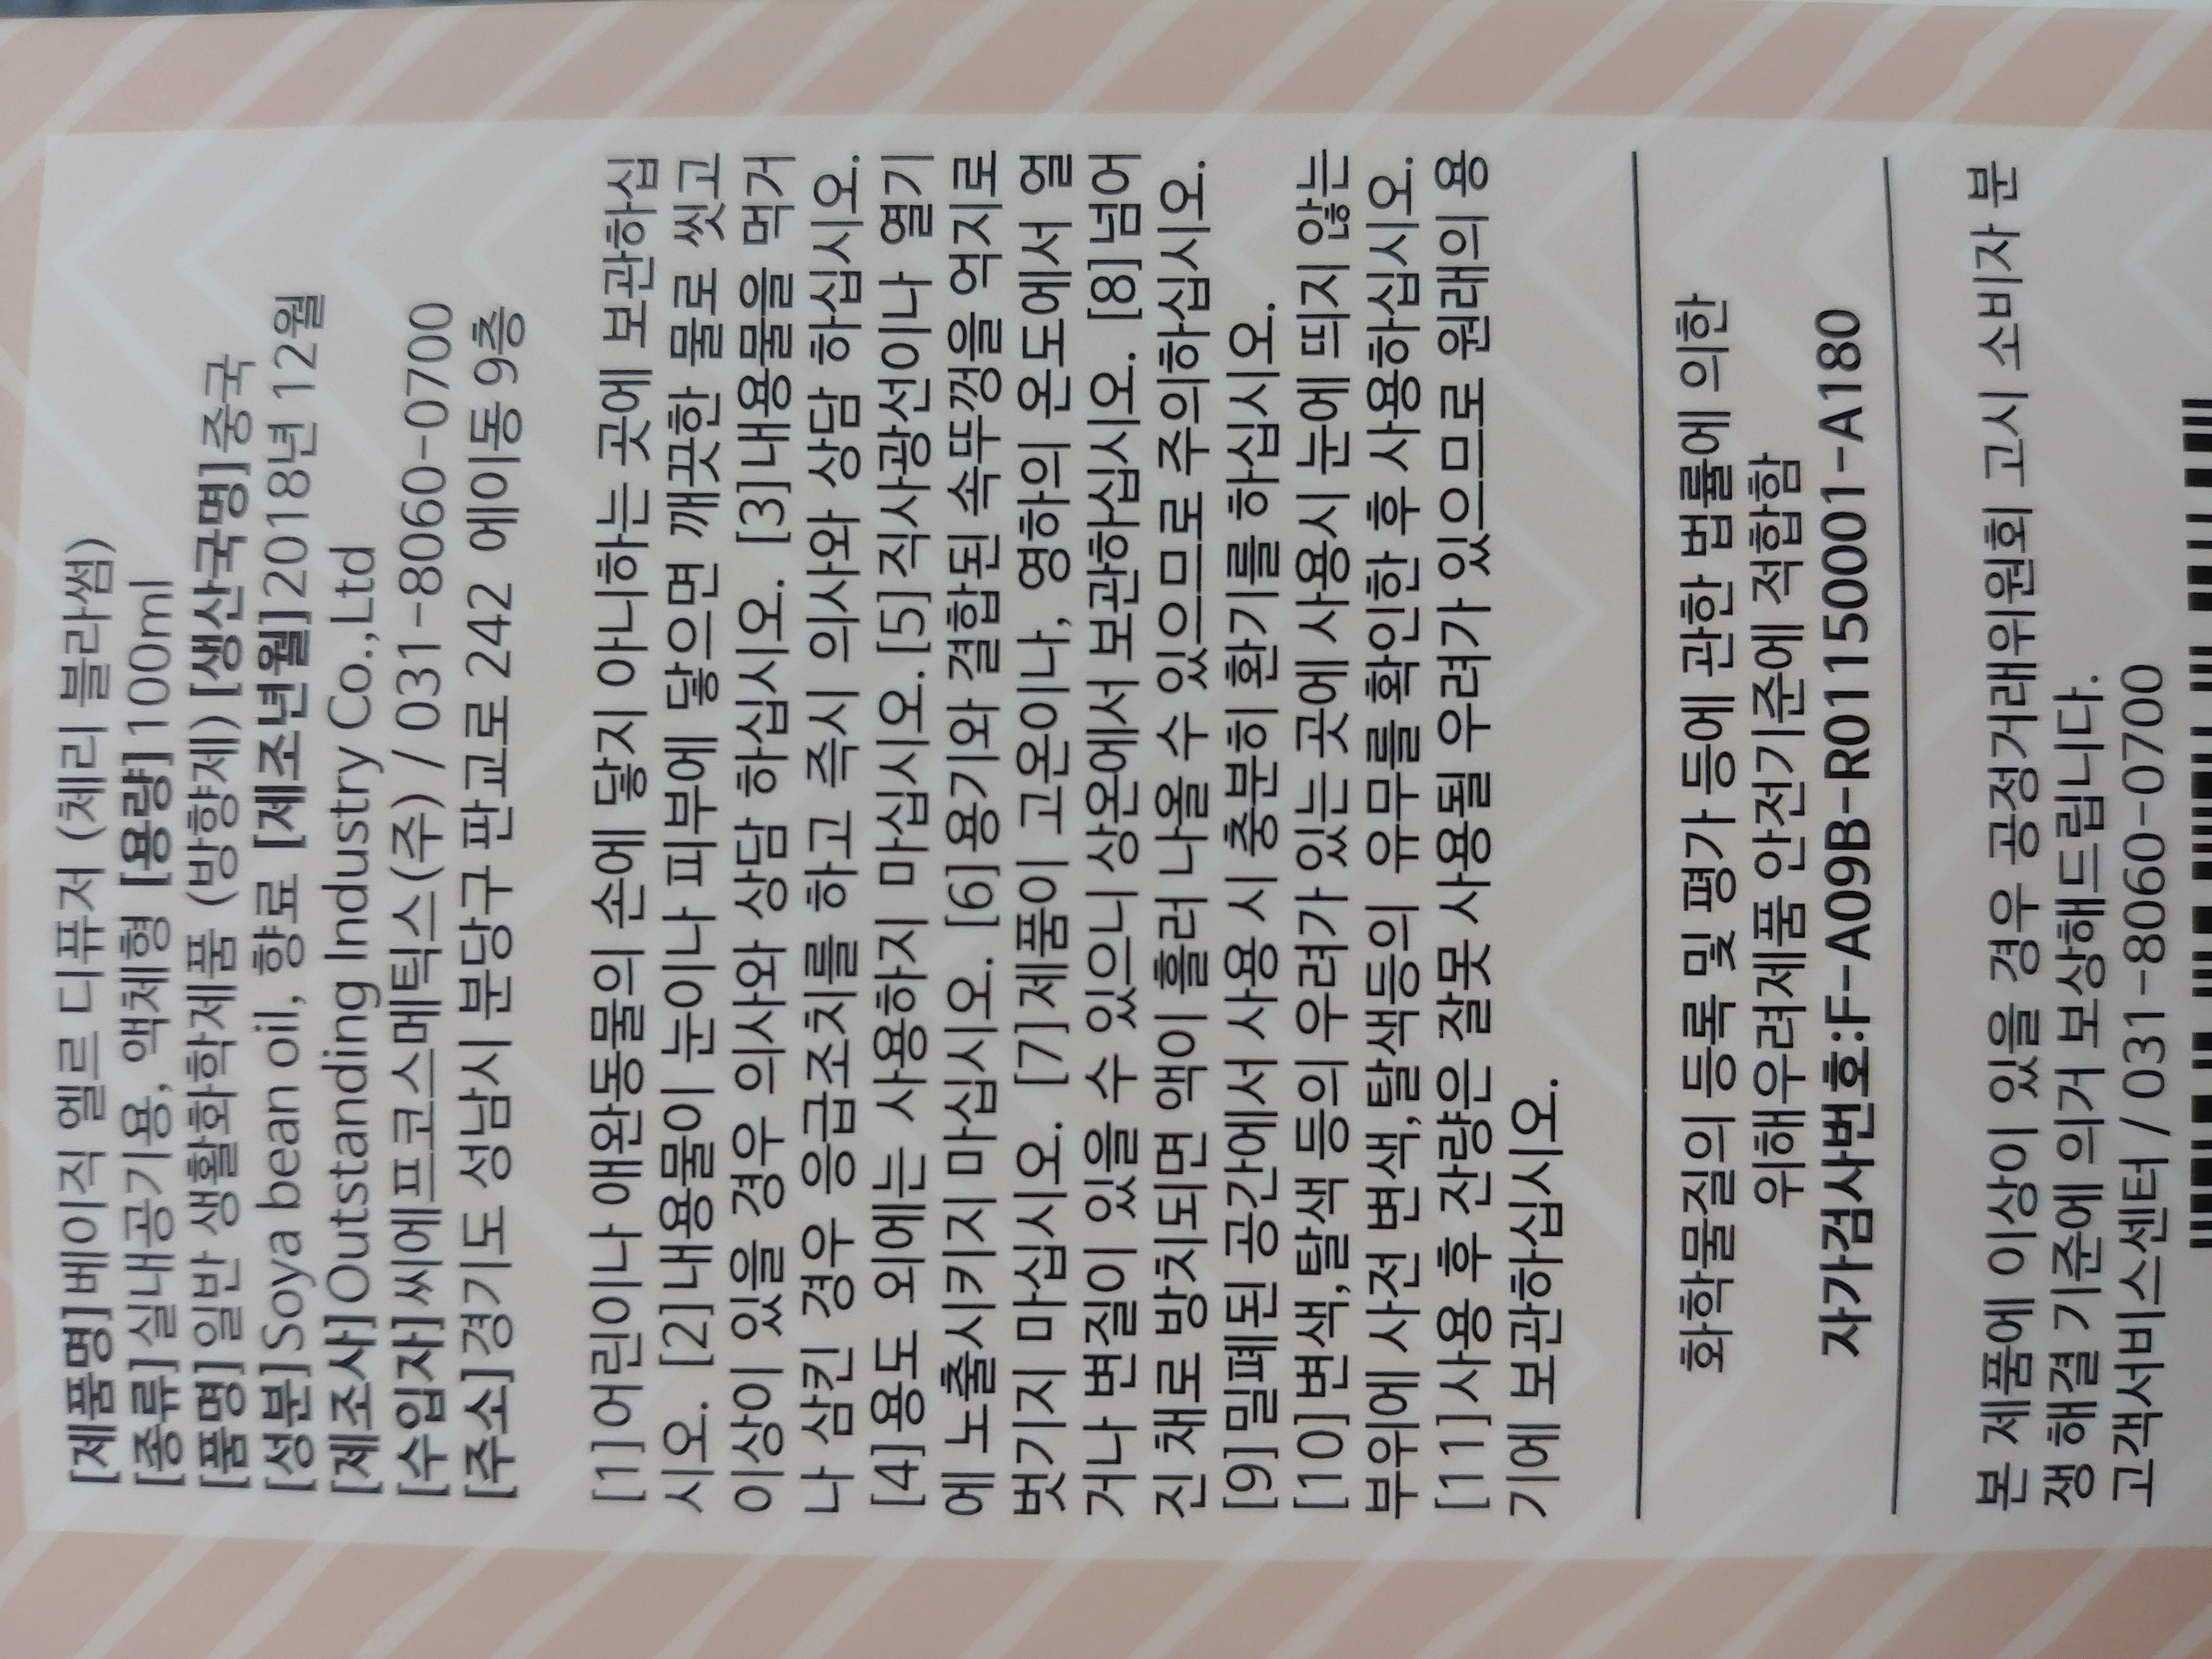 [제품명]베이직 엘르 디퓨저 (체리 블라썸)
[종류]실내공기용, 액체형 [용량]100ml
[품명]일반 생활화학제품 (방향제) [생산국명]중국
[성분]Soya bean oil, 향료 [제조년월]2018년 12월
[제조사]Outstanding Industry Co.,Ltd
[수입자]씨에프코스메틱스(주) / 031-8060-0700
[주소]경기도 성남시 분당구 판교로 242 에이동 9층
[1]어린이나 애완동물의 손에 닿지 아니하는 곳에 보관하십
시오. [2]내용물이 눈이나 피부에 닿으면 깨끗한 물로 씻고
이상이 있을 경우 의사와 상담 하십시오. [3]내용물을 먹거
나 삼킨 경우 응급조치를 하고 즉시 의사와 상담 하십시오.
[4]용도 외에는 사용하지 마십시오. [5]직사광선이나 열기
에 노출시키지 마십시오. [6]용기와 결합된 속뚜껑을 억지로
벗기지 마십시오. [7]제품이 고온이나, 영하의 온도에서 얼
거나 변질이 있을 수 있으니 상온에서 보관하십시오. [8]넘어
진 채로 방치되면 액이 흘러 나올 수 있으므로 주의하십시오.
[9]밀폐된 공간에서 사용 시 충분히 환기를 하십시오.
[10]변색,탈색 등의 우려가 있는 곳에 사용시 눈에 띄지 않는
부위에 사전 변색,탈색등의 유무를 확인한 후 사용하십시오.
[11]사용 후 잔량은 잘못 사용될 우려가 있으므로 원래의 용
기에 보관하십시오.
화학물질의 등록 및 평가 등에 관한 법률에 의한
위해우려제품 안전기준에 적합함
자가검사번호:F-A09B-R01150001-A180
본 제품에 이상이 있을 경우 공정거래위원회 고시 소비자 분
쟁 해결 기준에 의거 보상해드립니다.
고객서비스센터 / 031-8060-0700